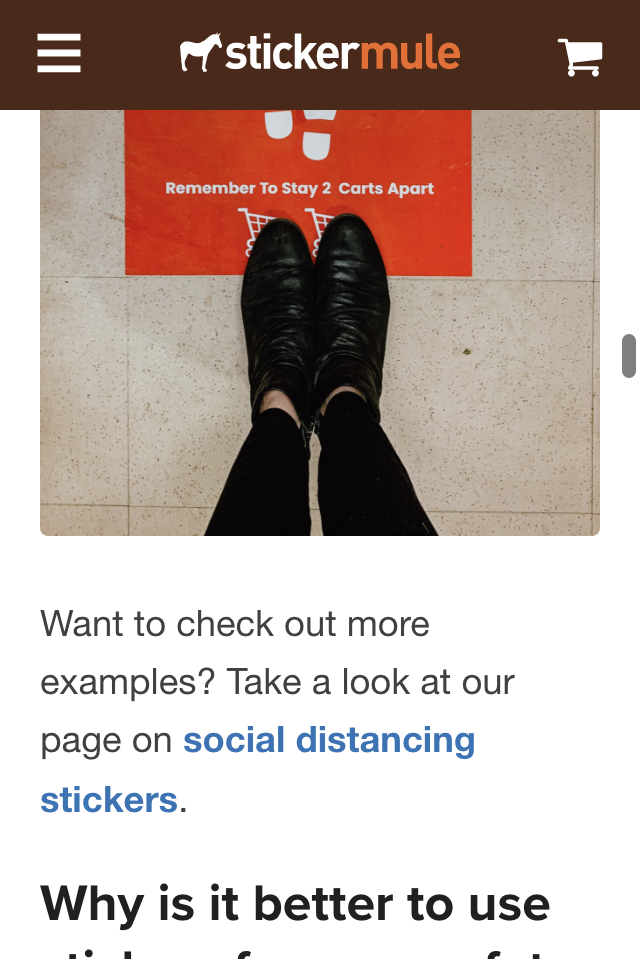 stickermule
Remember To Stay 2 Carts Apart
Want to check out more
examples? Take a look at our
page on social distancing
stickers.
Why is it better to use